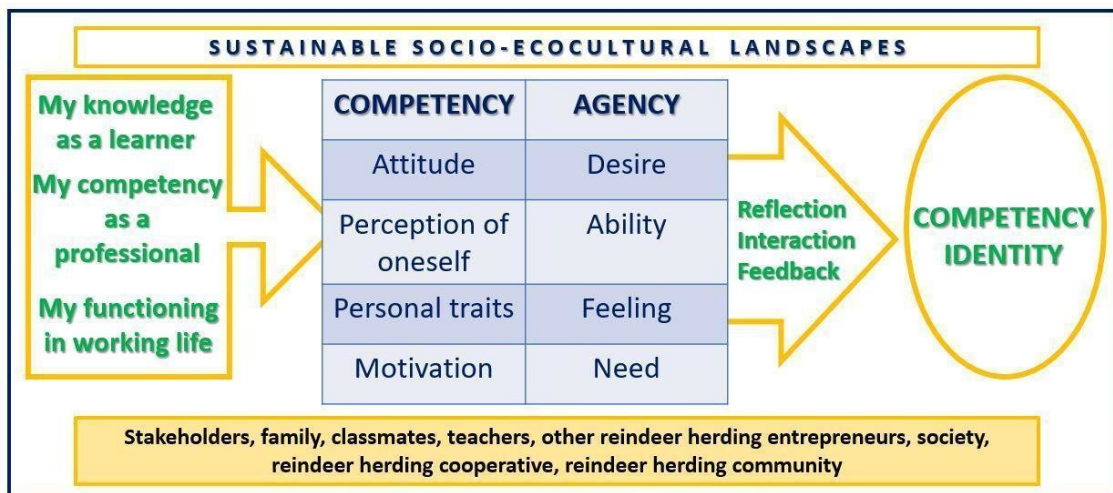 SUSTAINABLE SOCIO-ECOCULTURAL LANDSCAPES
My knowledge
as a learner
My competency
as a
professional
My functioning
in working life
COMPETENCY AGENCY
Attitude Desire
Perception of Ability
oneself
Personal traits Feeling
Motivation Need
Reflection
Interaction
Feedback
COMPETENCY
IDENTITY
Stakeholders, family, classmates, teachers, other reindeer herding entrepreneurs, society,
reindeer herding cooperative, reindeer herding community